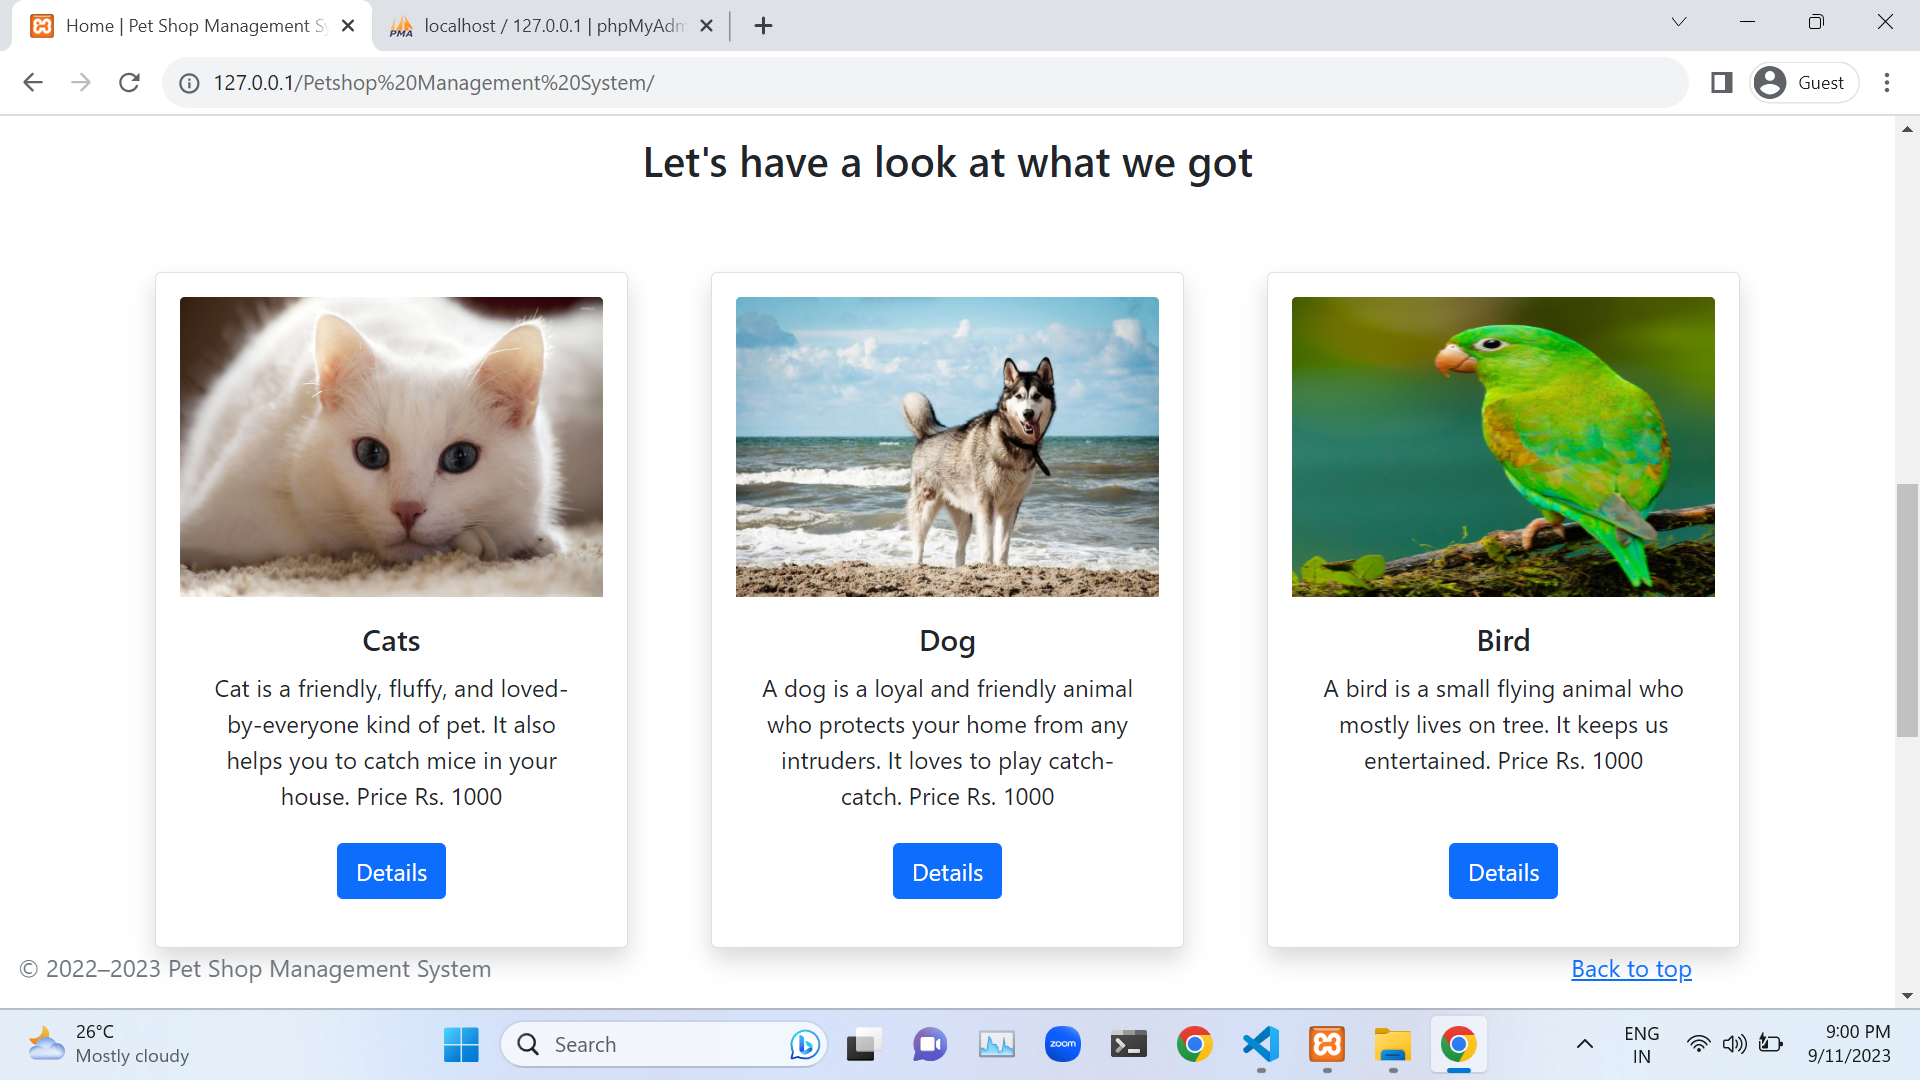 Home | Pet Shop Management Sy
localhost / 127.0.0.1 | phpMyAdm
127.0.0.1/Petshop%20Management%20System/
Guest
Let's have a look at what we got
Cats
Cat is a friendly, fluffy, and loved-
by-everyone kind of pet. It also
helps you to catch mice in your
house. Price Rs. 1000
Details
Dog
A dog is a loyal and friendly animal
who protects your home from any
intruders. It loves to play catch-
catch. Price Rs. 1000
Details
Bird
A bird is a small flying animal who
mostly lives on tree. It keeps us
entertained. Price Rs. 1000
Details
© 2022–2023 Pet Shop Management System
Back to top
26°C
Mostly cloudy
Search
zoom
ENG
IN
9:00 PM
9/11/2023